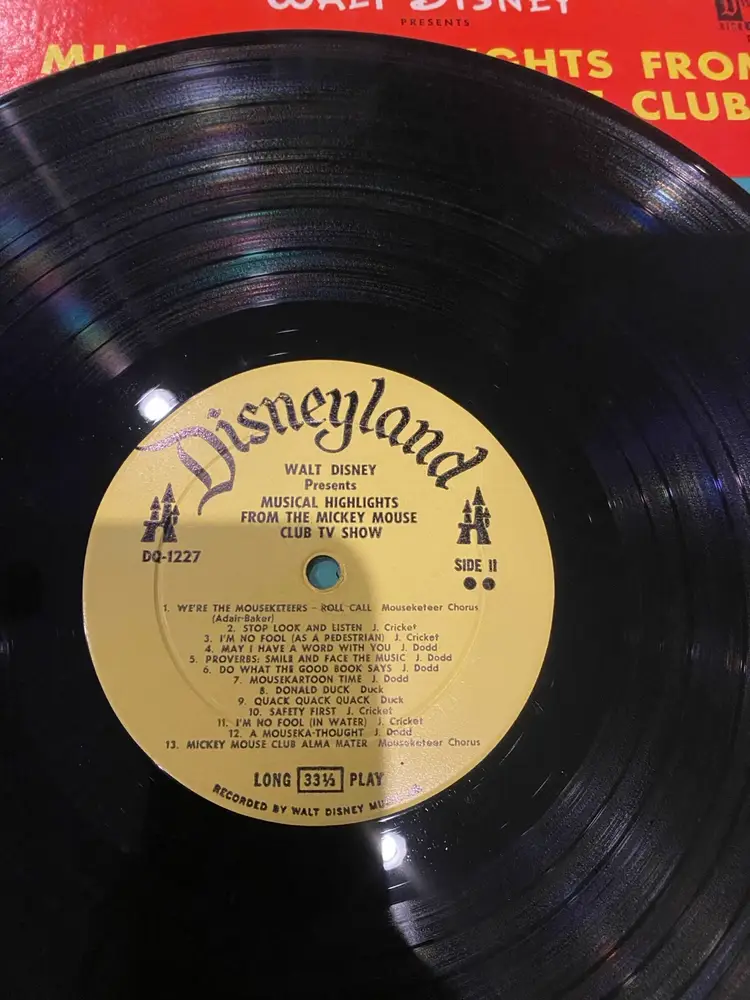 WALT DISNEY
PRESENTS
GHTS FROM
CLUB
Disneyland
WALT DISNEY
Presents
MUSICAL HIGHLIGHTS
FROM THE MICKEY MOUSE
CLUB TV SHOW
DQ-1227
SIDE II
1. WE'RE THE MOUSEKETEERS - ROLL CALL Mouseketeer Chorus
(Adair-Baker)
2. STOP LOOK AND LISTEN J. Cricket
3. I'M NO FOOL (AS A PEDESTRIAN) J. Cricket
4. MAY I HAVE A WORD WITH YOU J. Dodd
5. PROVERBS; SMILE AND FACE THE MUSIC J. Dodd
6. DO WHAT THE GOOD BOOK SAYS J. Dodd
7. MOUSEKARTOON TIME J. Dodd
8. DONALD DUCK Duck
9. QUACK QUACK QUACK Duck
10. SAFETY FIRST J. Cricket
11. I'M NO FOOL (IN WATER) J. Cricket
12. A MOUSEKA-THOUGHT J. Dodd
13. MICKEY MOUSE CLUB ALMA MATER Mouseketeer Chorus
LONG 33⅓ PLAY
RECORDED BY WALT DISNEY MU